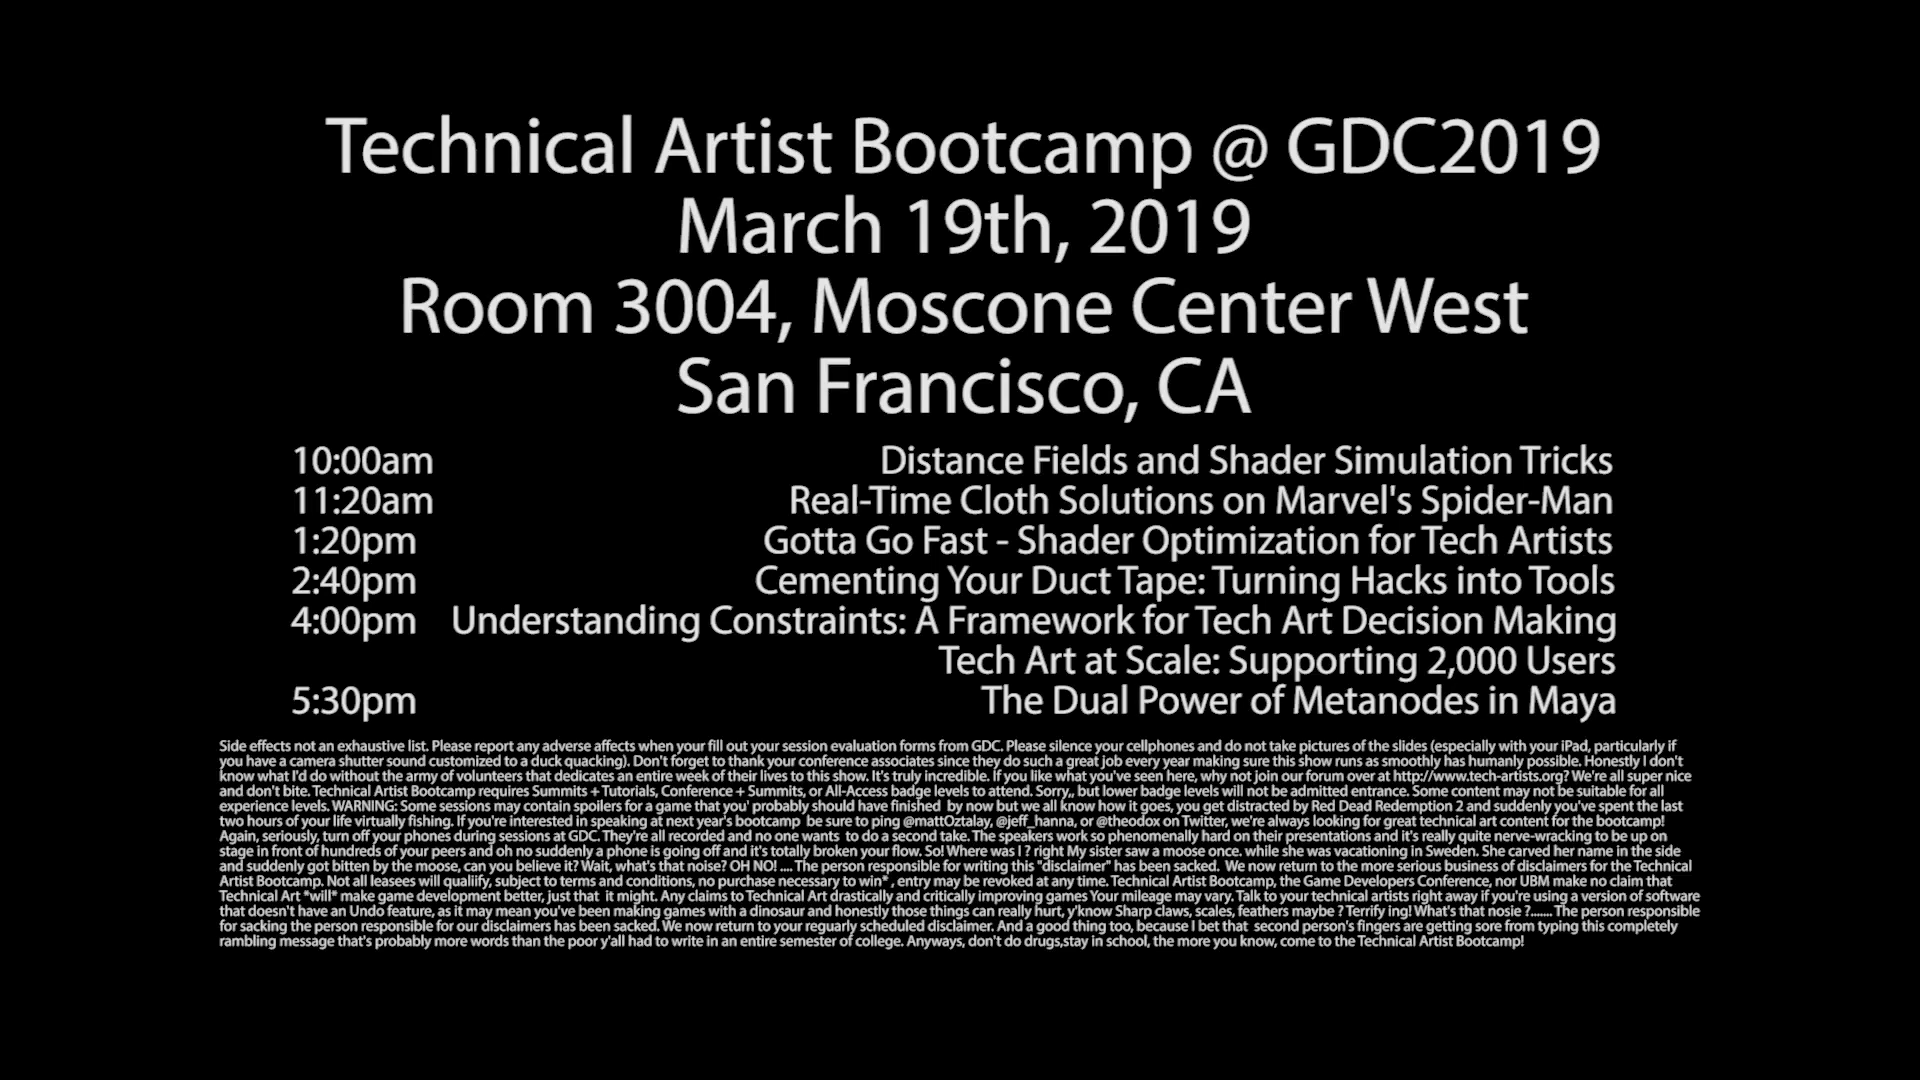 Technical Artist Bootcamp @ GDC2019
March 19th, 2019
Room 3004, Moscone Center West
San Francisco, CA
10:00am Distance Fields and Shader Simulation Tricks
11:20am Real-Time Cloth Solutions on Marvel's Spider-Man
1:20pm Gotta Go Fast - Shader Optimization for Tech Artists
2:40pm Cementing Your Duct Tape: Turning Hacks into Tools
4:00pm Understanding Constraints: A Framework for Tech Art Decision Making
Tech Art at Scale: Supporting 2,000 Users
5:30pm The Dual Power of Metanodes in Maya
Side effects not an exhaustive list. Please report any adverse affects when your fill out your session evaluation forms from GDC. Please silence your cellphones and do not take pictures of the slides (especially with your iPad, particularly if
you have a camera shutter sound customized to a duck quacking). Don't forget to thank your conference associates since they do such a great job every year making sure this show runs as smoothly has humanly possible. Honestly I don't
know what I'd do without the army of volunteers that dedicates an entire week of their lives to this show. It's truly incredible. If you like what you've seen here, why not join our forum over at http://www.tech-artists.org? We're all super nice
and don't bite. Technical Artist Bootcamp requires Summits + Tutorials, Conference + Summits, or All-Access badge levels to attend. Sorry,, but lower badge levels will not be admitted entrance. Some content may not be suitable for all
experience levels. WARNING: Some sessions may contain spoilers for a game that you' probably should have finished by now but we all know how it goes, you get distracted by Red Dead Redemption 2 and suddenly you've spent the last
two hours of your life virtually fishing. If you're interested in speaking at next year's bootcamp be sure to ping @mattOztalay, @jeff_hanna, or @theodox on Twitter, we're always looking for great technical art content for the bootcamp!
Again, seriously, turn off your phones during sessions at GDC. They're all recorded and no one wants to do a second take. The speakers work so phenomenally hard on their presentations and it's really quite nerve-wracking to be up on
stage in front of hundreds of your peers and oh no suddenly a phone is going off and it's totally broken your flow. So! Where was I ? right My sister saw a moose once. while she was vacationing in Sweden. She carved her name in the side
and suddenly got bitten by the moose, can you believe it? Wait, what's that noise? OH NO! .... The person responsible for writing this "disclaimer" has been sacked. We now return to the more serious business of disclaimers for the Technical
Artist Bootcamp. Not all leasees will qualiify, subject to terms and conditions, no purchase necessary to win* , entry may be revoked at any time. Technical Artist Bootcamp, the Game Developers Conference, nor UBM make no claim that
Technical Art *will* make game development better, just that it might. Any claims to Technical Art drastically and critically improving games Your mileage may vary. Talk to your technical artists right away if you're using a version of software
that doesn't have an Undo feature, as it may mean you've been making games with a dinosaur and honestly those things can really hurt, y'know Sharp claws, scales, feathers maybe ? Terrify ing! What's that nosie ?....... The person responsible
for sacking the person responsible for our disclaimers has been sacked. We now return to your reguarly scheduled disclaimer. And a good thing too, because I bet that second person's fingers are getting sore from typing this completely
rambling message that's probably more words than the poor y'all had to write in an entire semester of college. Anyways, don't do drugs,stay in school, the more you know, come to the Technical Artist Bootcamp!